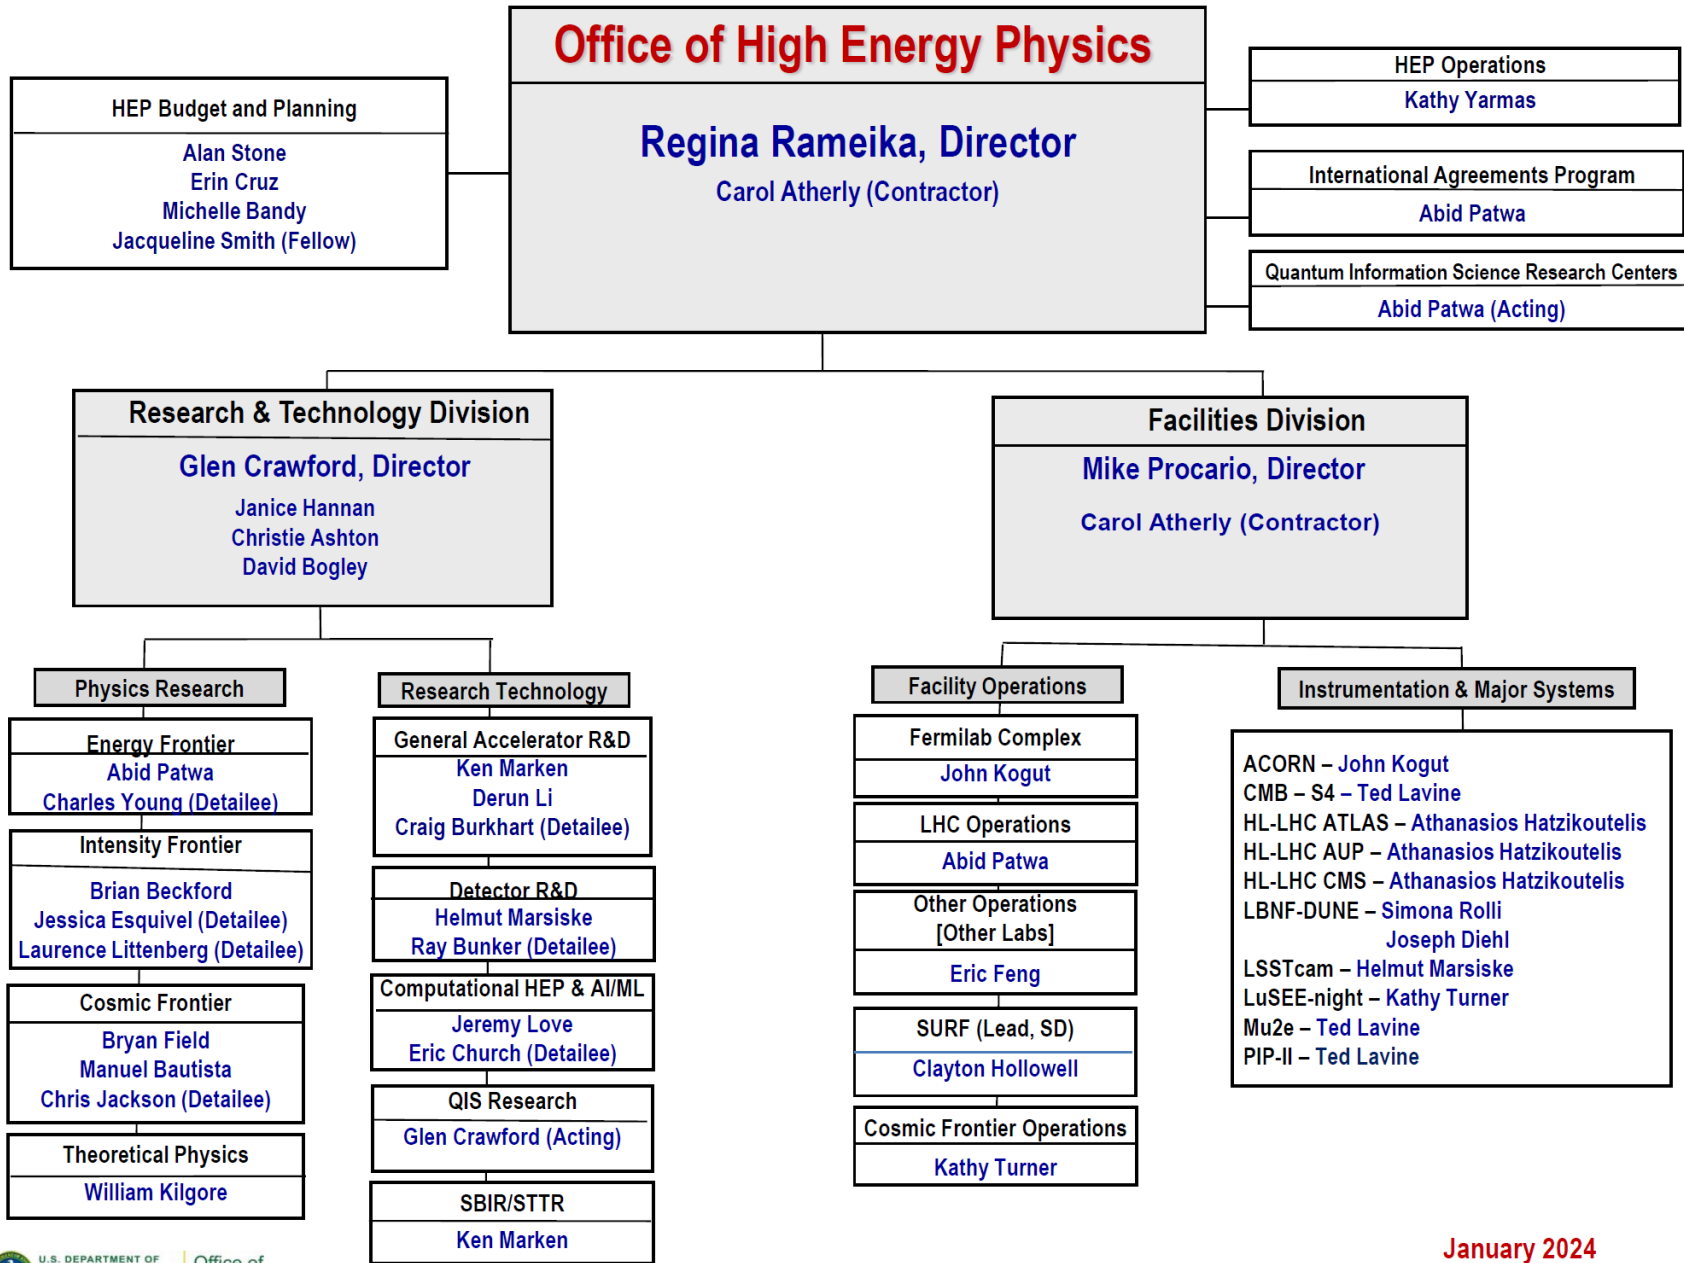 Office of High Energy Physics
Regina Rameika, Director
Carol Atherly (Contractor)
HEP Budget and Planning
Alan Stone
Erin Cruz
Michelle Bandy
Jacqueline Smith (Fellow)
HEP Operations
Kathy Yarmas
International Agreements Program
Abid Patwa
Quantum Information Science Research Centers
Abid Patwa (Acting)
Research & Technology Division
Glen Crawford, Director
Janice Hannan
Christie Ashton
David Bogley
Facilities Division
Mike Procario, Director
Carol Atherly (Contractor)
Physics Research
Energy Frontier
Abid Patwa
Charles Young (Detailee)
Intensity Frontier
Brian Beckford
Jessica Esquivel (Detailee)
Laurence Littenberg (Detailee)
Cosmic Frontier
Bryan Field
Manuel Bautista
Chris Jackson (Detailee)
Theoretical Physics
William Kilgore
Research Technology
General Accelerator R&D
Ken Marken
Derun Li
Craig Burkhart (Detailee)
Detector R&D
Helmut Marsiske
Ray Bunker (Detailee)
Computational HEP & AI/ML
Jeremy Love
Eric Church (Detailee)
QIS Research
Glen Crawford (Acting)
SBIR/STTR
Ken Marken
Facility Operations
Fermilab Complex
John Kogut
LHC Operations
Abid Patwa
Other Operations
[Other Labs]
Eric Feng
SURF (Lead, SD)
Clayton Hollowell
Cosmic Frontier Operations
Kathy Turner
Instrumentation & Major Systems
ACORN – John Kogut
CMB – S4 – Ted Lavine
HL-LHC ATLAS – Athanasios Hatzikoutelis
HL-LHC AUP – Athanasios Hatzikoutelis
HL-LHC CMS – Athanasios Hatzikoutelis
LBNF-DUNE – Simona Rolli
Joseph Diehl
LSSTcam – Helmut Marsiske
LuSEE-night – Kathy Turner
Mu2e – Ted Lavine
PIP-II – Ted Lavine
U.S. DEPARTMENT OF
Office of
January 2024